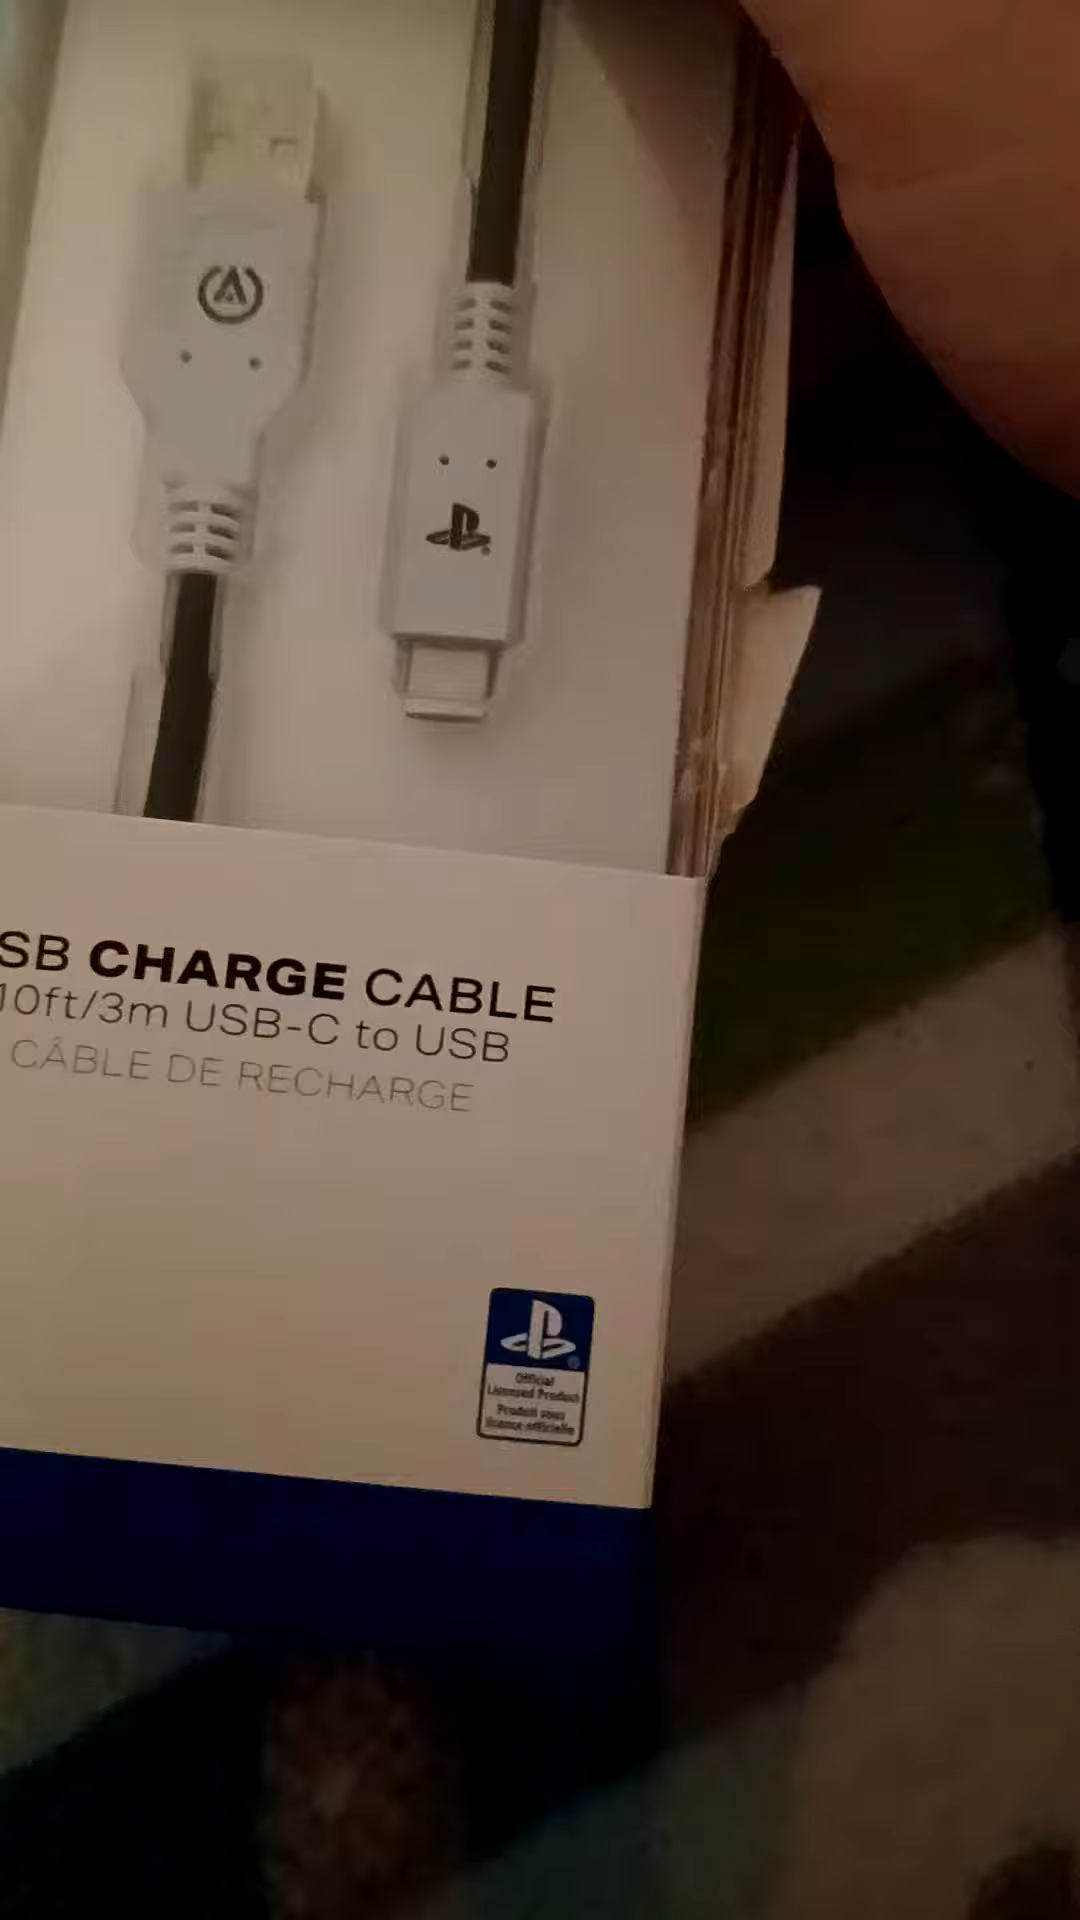 SB CHARGE CABLE
10ft/3m USB-C to USB
CÂBLE DE RECHARGE
Official
Licensed Product
Produit sous
licence officielle